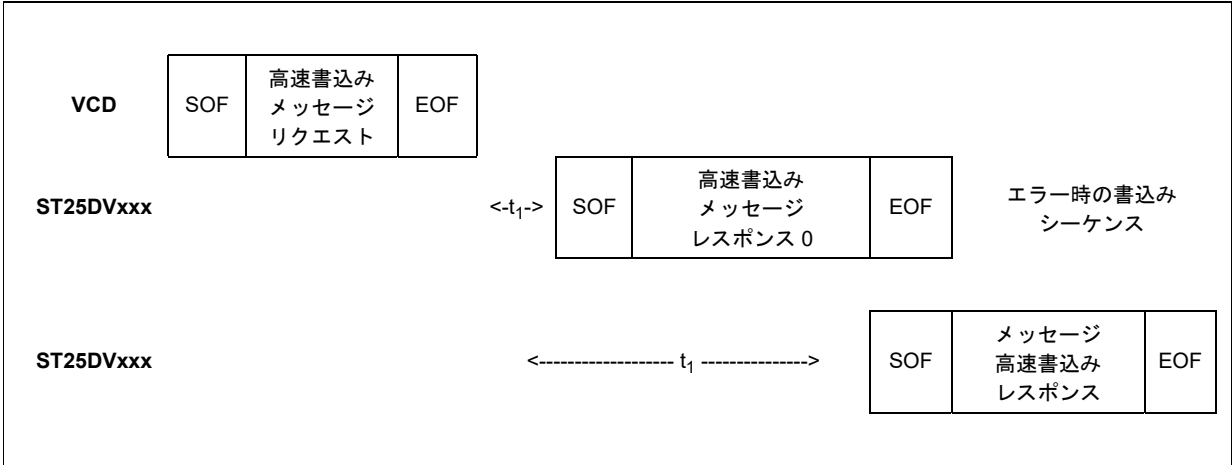 VCD
SOF
高速書込み
メッセージ
リクエスト
EOF
ST25DVxxx
<-t1->
SOF
高速書込み
メッセージ
レスポンス 0
EOF
エラー時の書込み
シーケンス
ST25DVxxx
<------------------- t1 --------------->
SOF
メッセージ
高速書込み
レスポンス
EOF